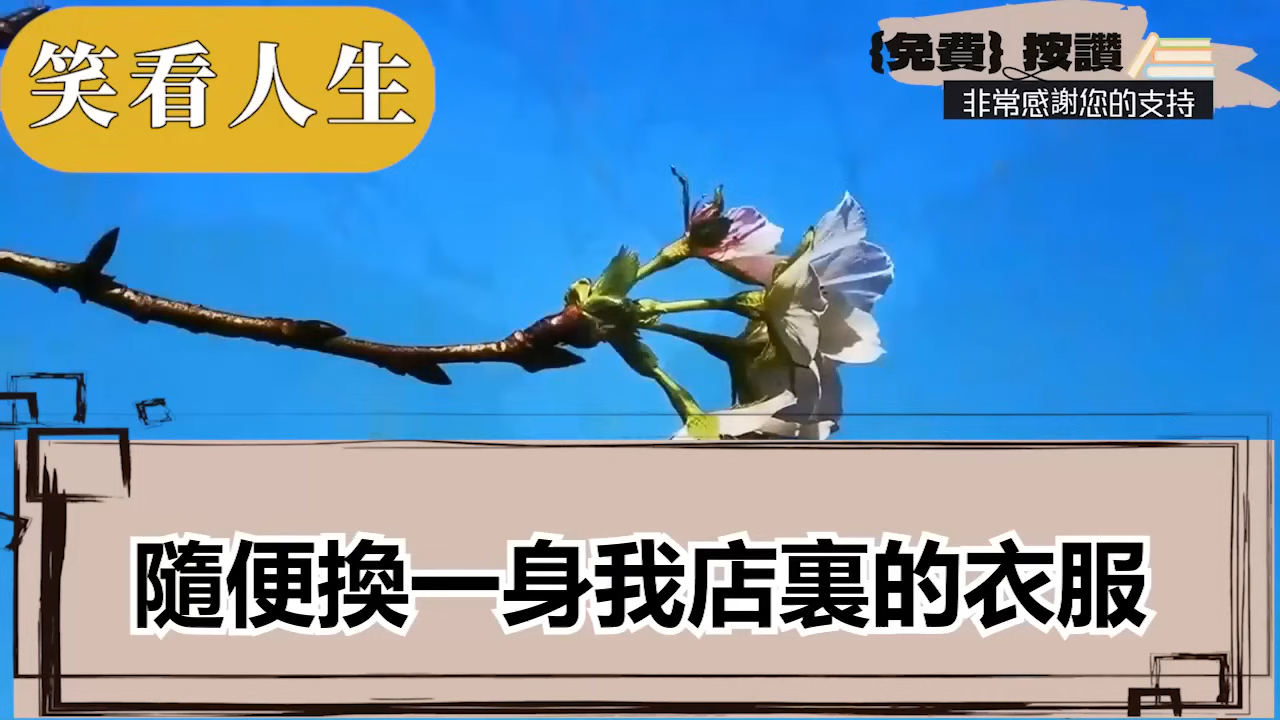 笑看人生
{免費} 按讚
非常感謝您的支持
隨便換一身我店裏的衣服